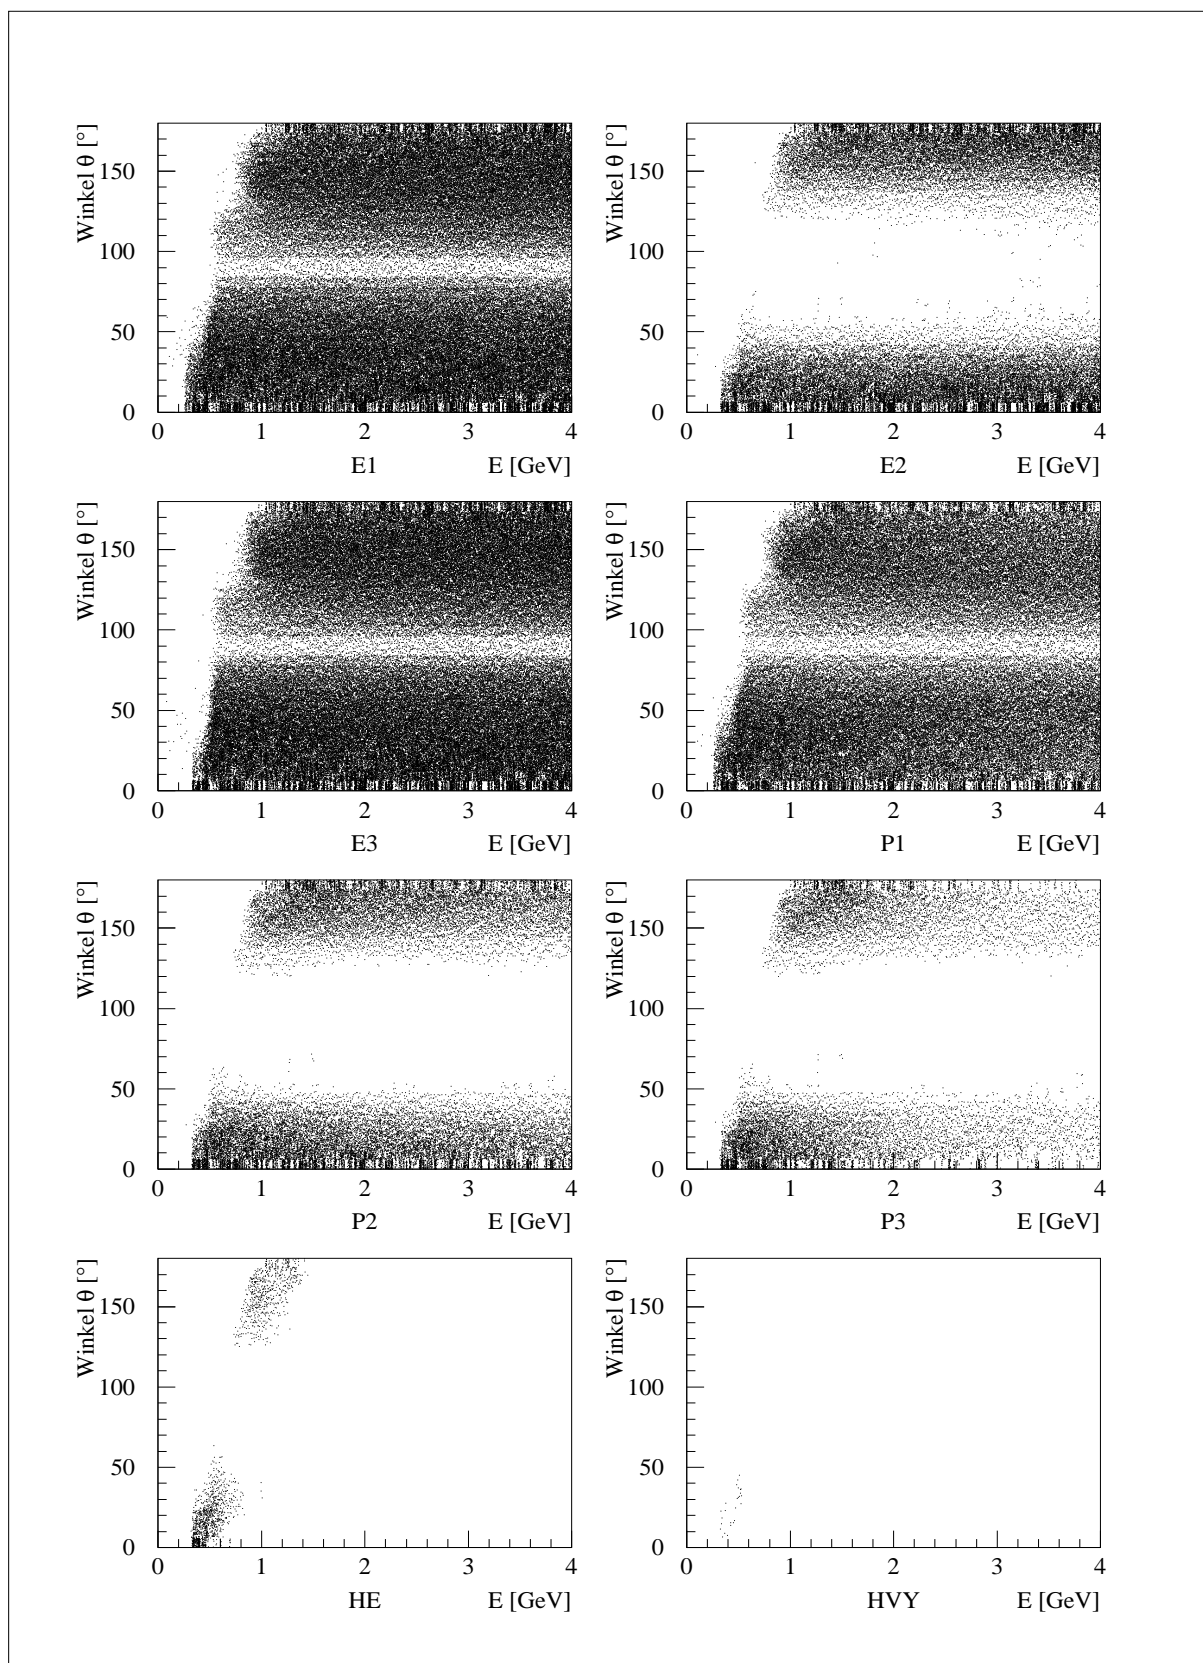 Winkel θ [°]
150
100
50
0
0 1 2 3 4
E1 E [GeV]
Winkel θ [°]
150
100
50
0
0 1 2 3 4
E2 E [GeV]
Winkel θ [°]
150
100
50
0
0 1 2 3 4
E3 E [GeV]
Winkel θ [°]
150
100
50
0
0 1 2 3 4
P1 E [GeV]
Winkel θ [°]
150
100
50
0
0 1 2 3 4
P2 E [GeV]
Winkel θ [°]
150
100
50
0
0 1 2 3 4
P3 E [GeV]
Winkel θ [°]
150
100
50
0
0 1 2 3 4
HE E [GeV]
Winkel θ [°]
150
100
50
0
0 1 2 3 4
HVY E [GeV]